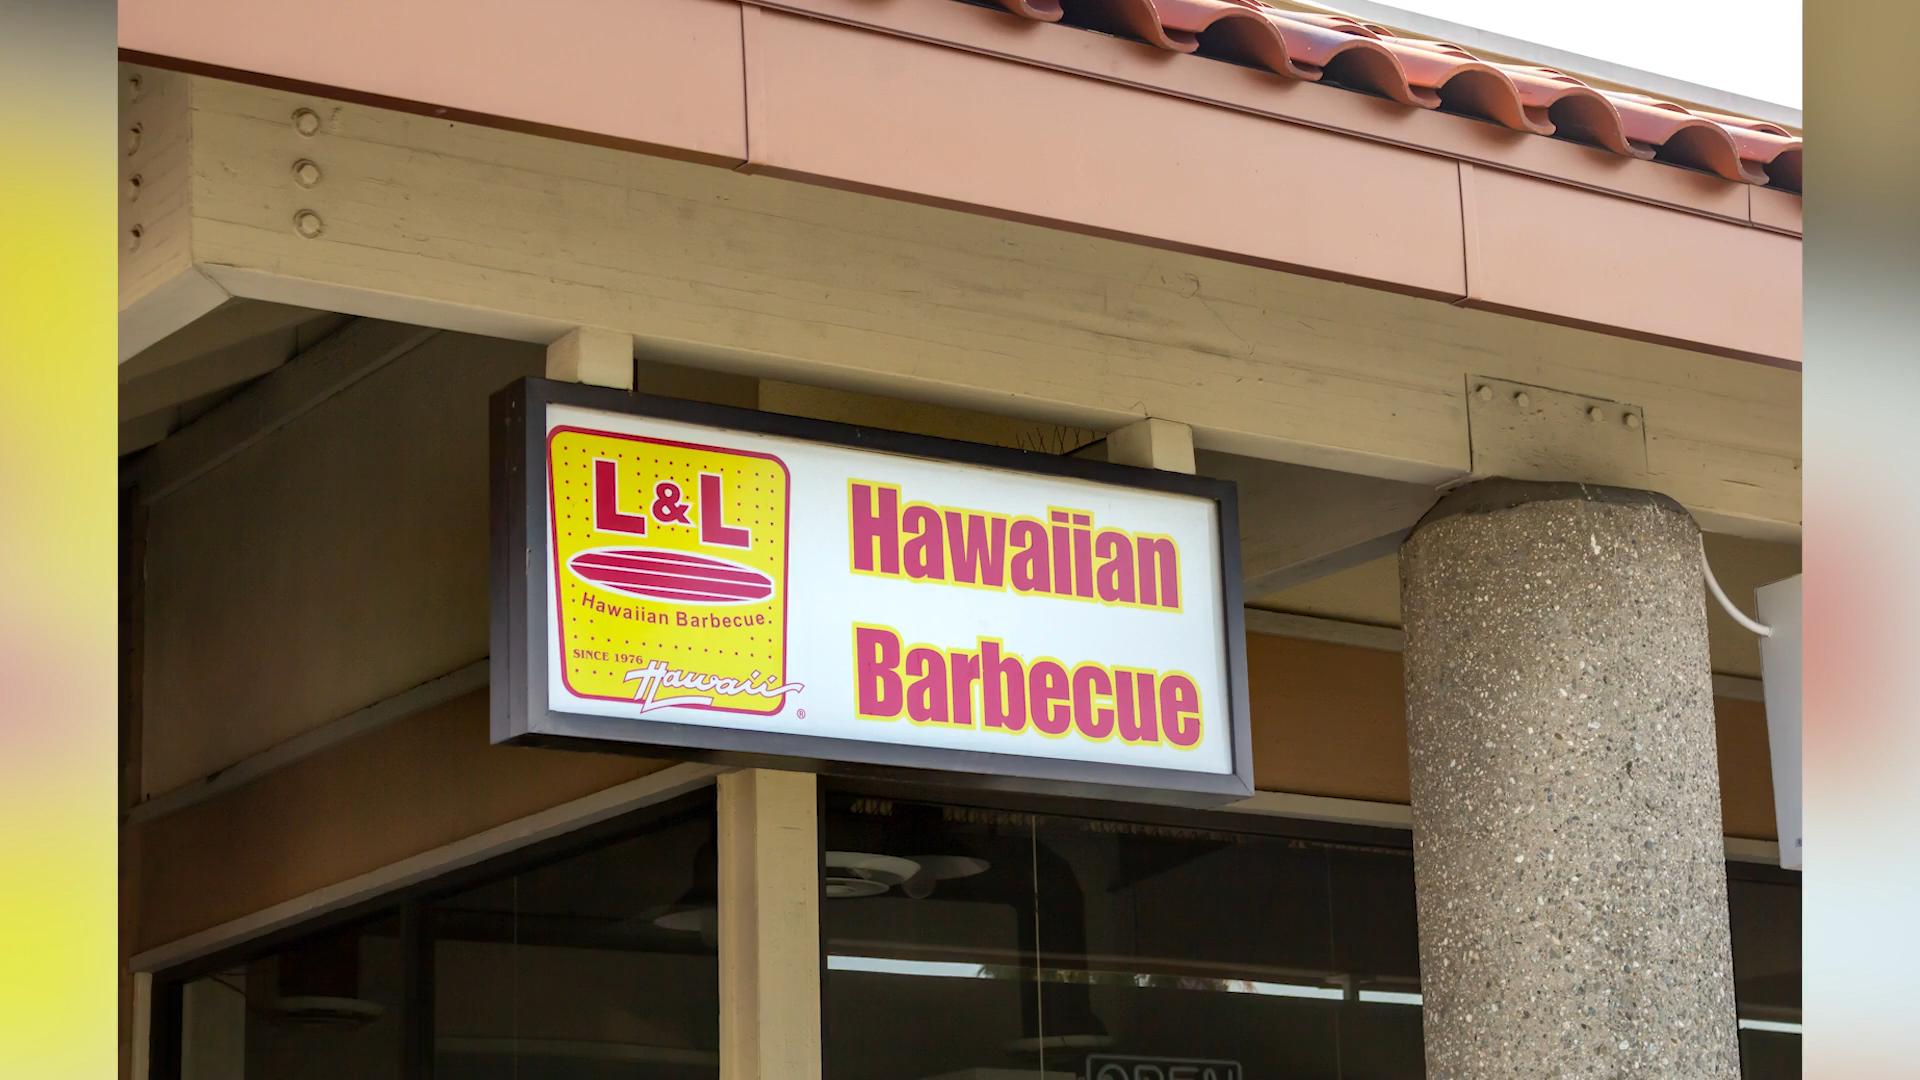 L&L
Hawaiian Barbecue
SINCE 1976
Hawaii
®
Hawaiian
Barbecue
OPEN